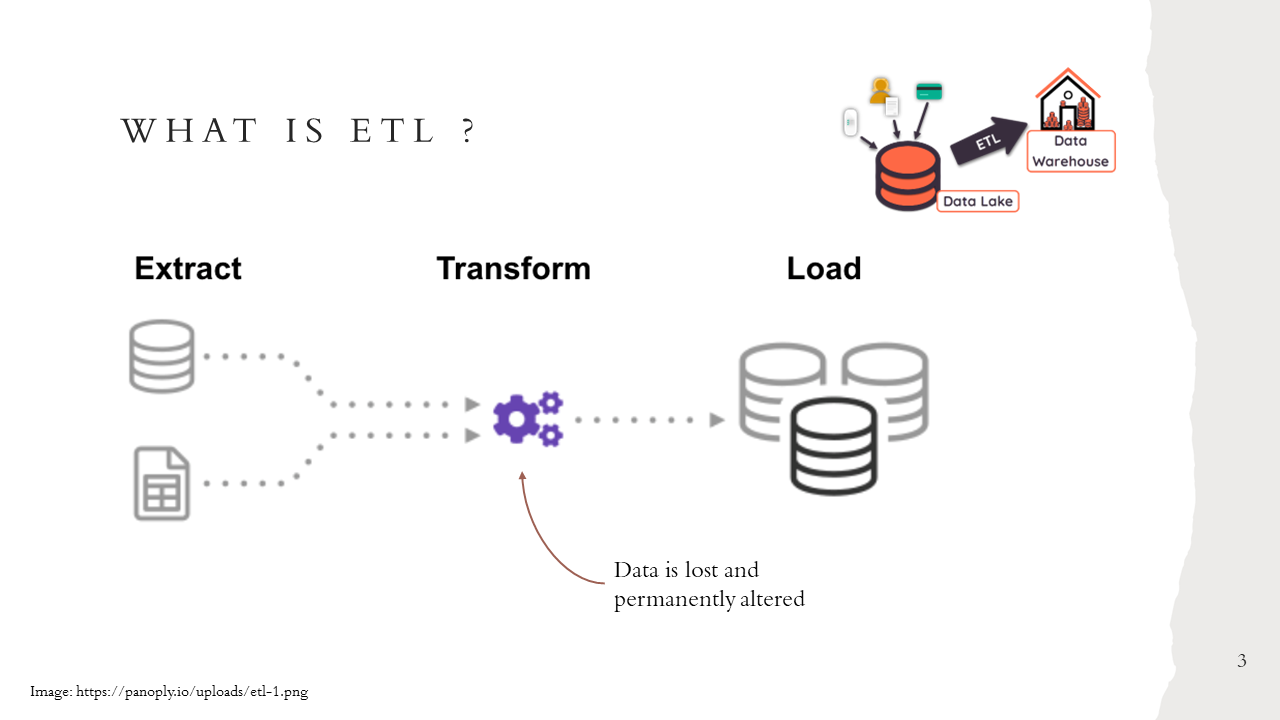 WHAT IS ETL ?
ETL
Data
Warehouse
Data Lake
Extract
Transform
Load
Data is lost and
permanently altered
3
Image: https://panoply.io/uploads/etl-1.png